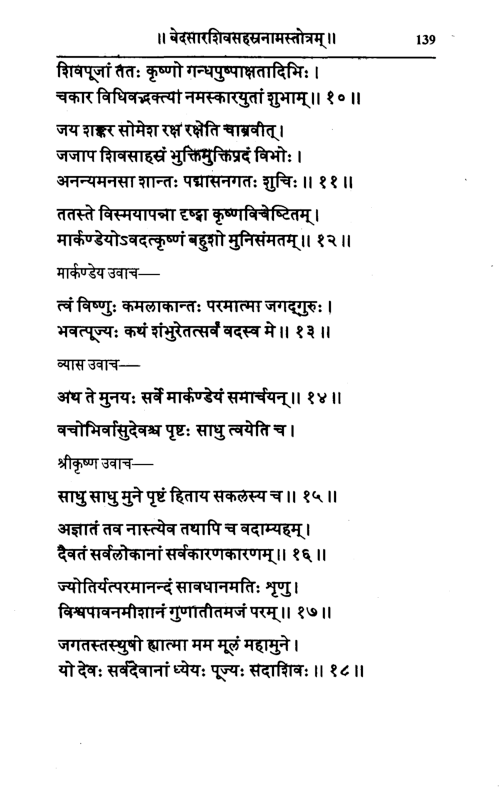 ॥ वेदसारशिवसहस्रनामस्तोत्रम् ॥ 139
शिवपूजां ततः कृष्णो गन्धपुष्पाक्षतादिभिः ।
चकार विधिवद्भक्त्या नमस्कारयुतां शुभाम् ॥ १० ॥
जय शङ्कर सोमेश रक्ष रक्षेति चाब्रवीत् ।
जजाप शिवसाहस्रं भुक्तिमुक्तिप्रदं विभोः ।
अनन्यमनसा शान्तः पद्मासनगतः शुचिः ॥ ११ ॥
ततस्ते विस्मयापन्ना दृष्ट्वा कृष्णविचेष्टितम् ।
मार्कण्डेयोऽवदत्कृष्णं बहुशो मुनिसंमतम् ॥ १२ ॥
मार्कण्डेय उवाच—
त्वं विष्णुः कमलाकान्तः परमात्मा जगद्गुरुः ।
भवत्पूज्यः कथं शंभुरेतत्सर्वं वदस्व मे ॥ १३ ॥
व्यास उवाच—
अथ ते मुनयः सर्वे मार्कण्डेयं समार्चयन् ॥ १४ ॥
वचोभिर्वासुदेवश्च पृष्टः साधु त्वयेति च ।
श्रीकृष्ण उवाच—
साधु साधु मुने पृष्टं हिताय सकलस्य च ॥ १५ ॥
अज्ञातं तव नास्त्येव तथापि च वदाम्यहम् ।
दैवतं सर्वलोकानां सर्वकारणकारणम् ॥ १६ ॥
ज्योतिर्यत्परमानन्दं सावधानमतिः शृणु ।
विश्वपावनमीशानं गुणातीतमजं परम् ॥ १७ ॥
जगतस्तस्थुषो ह्यात्मा मम मूलं महामुने ।
यो देवः सर्वदेवानां ध्येयः पूज्यः सदाशिवः ॥ १८ ॥